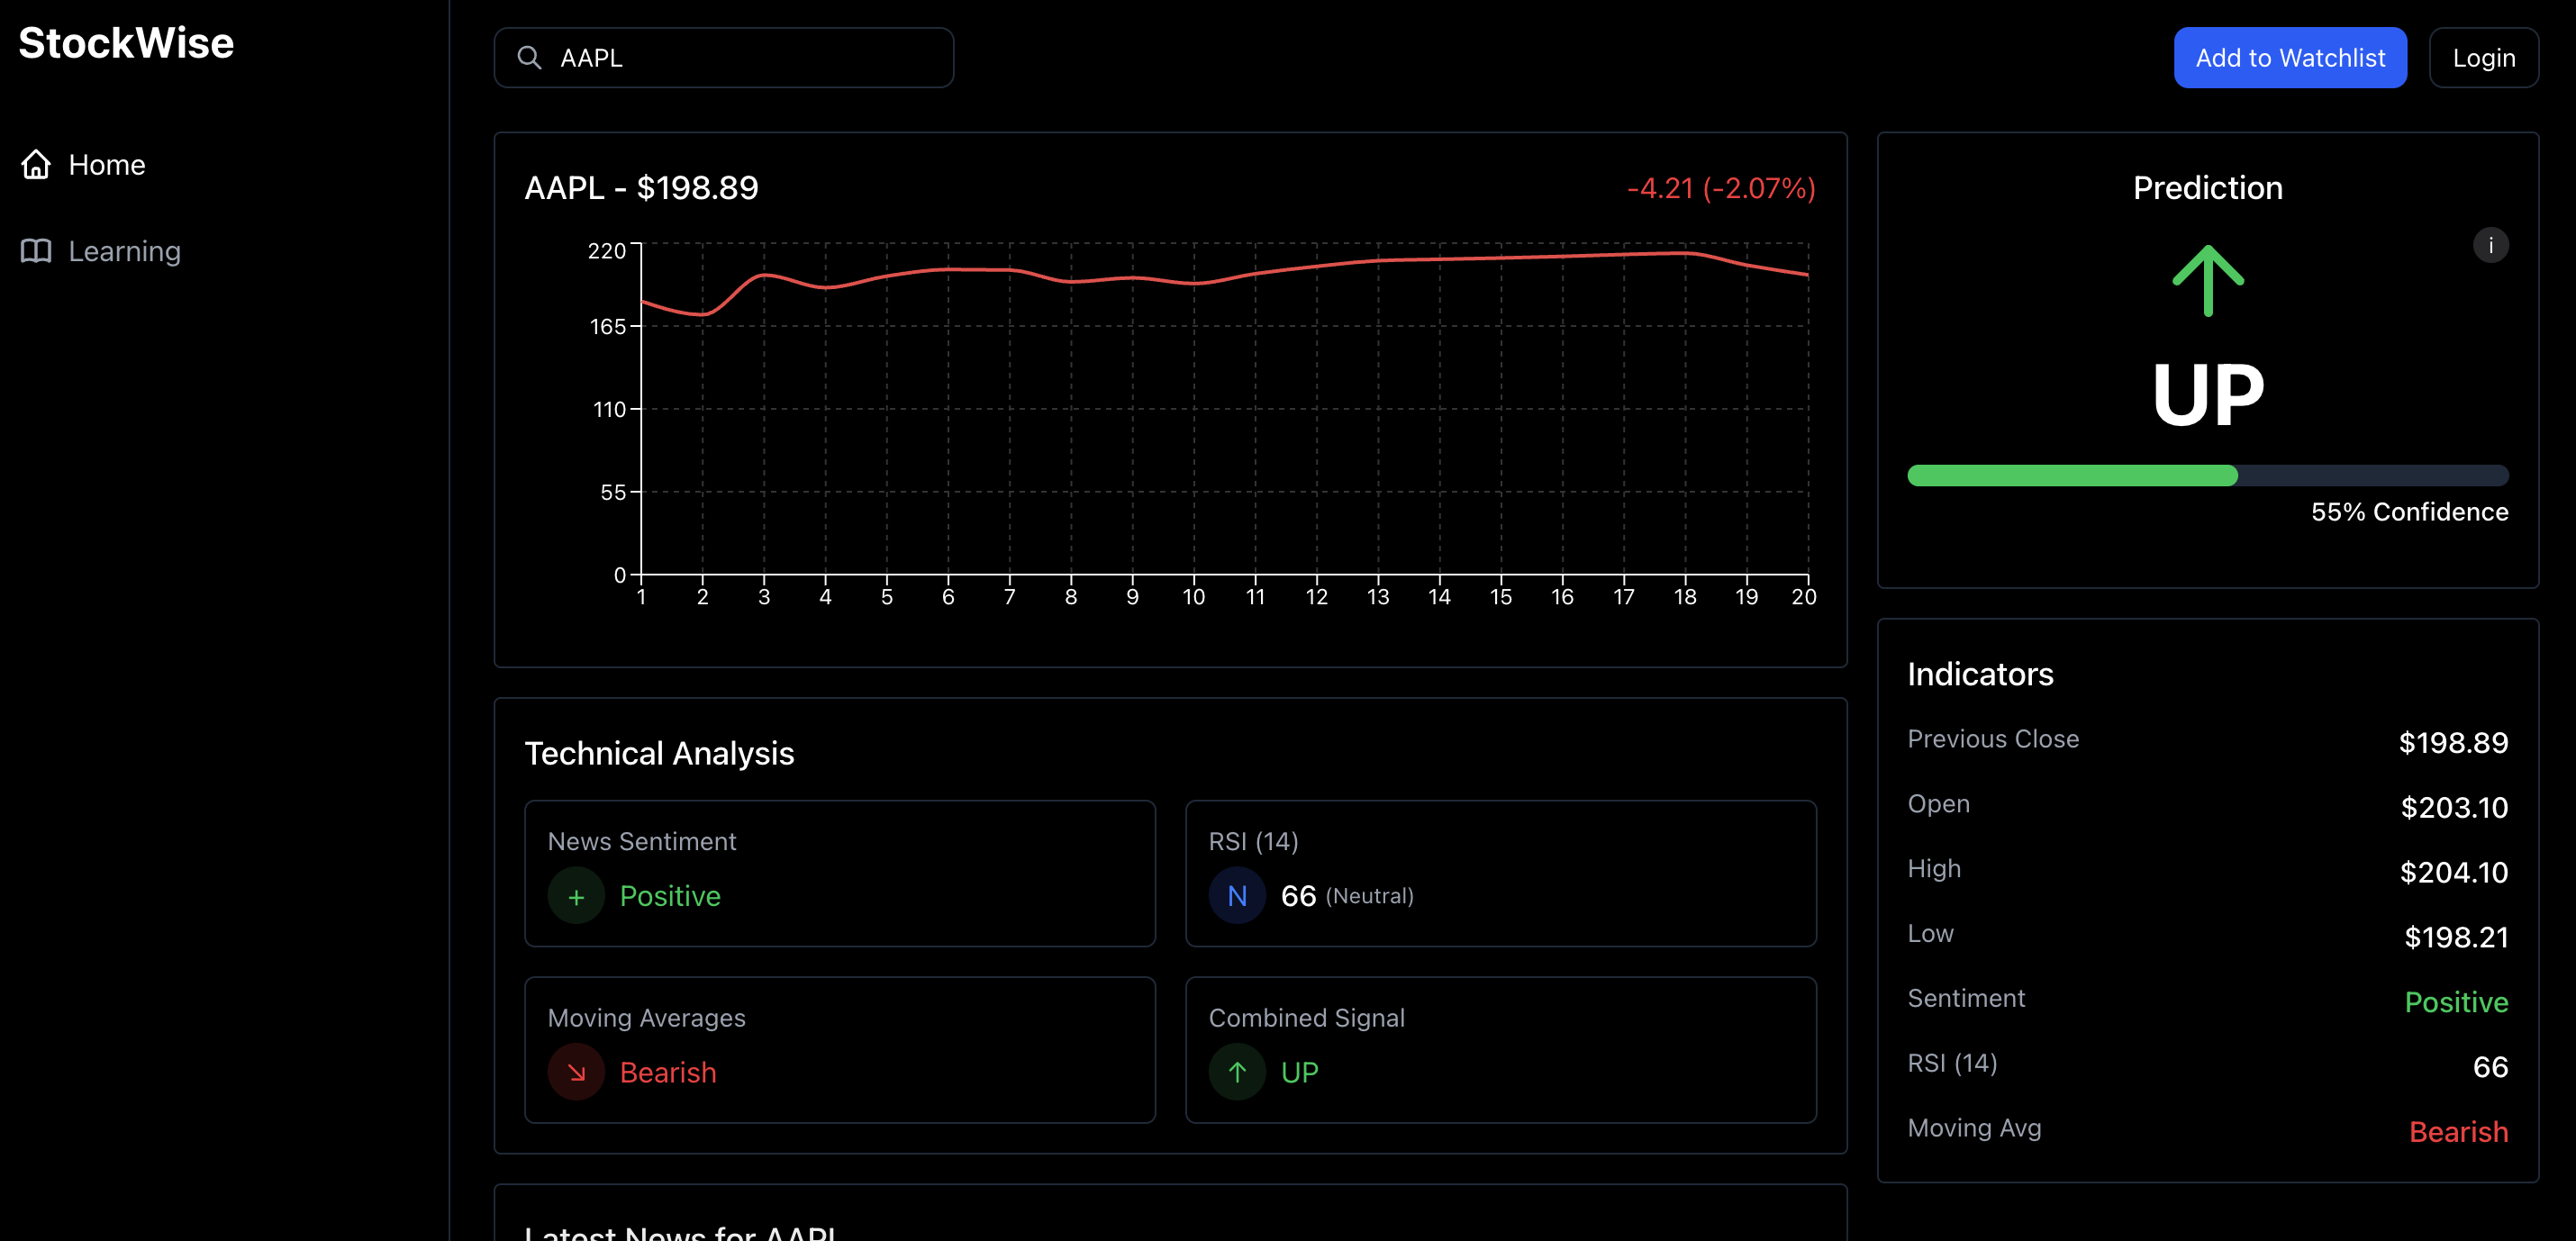 StockWise
Home
Learning
AAPL
Add to Watchlist
Login
AAPL - $198.89
-4.21 (-2.07%)
220
165
110
55
0
1 2 3 4 5 6 7 8 9 10 11 12 13 14 15 16 17 18 19 20
Prediction
i
UP
55% Confidence
Technical Analysis
News Sentiment
+ Positive
RSI (14)
N 66 (Neutral)
Moving Averages
Bearish
Combined Signal
UP
Indicators
Previous Close $198.89
Open $203.10
High $204.10
Low $198.21
Sentiment Positive
RSI (14) 66
Moving Avg Bearish
Latest News for AAPL